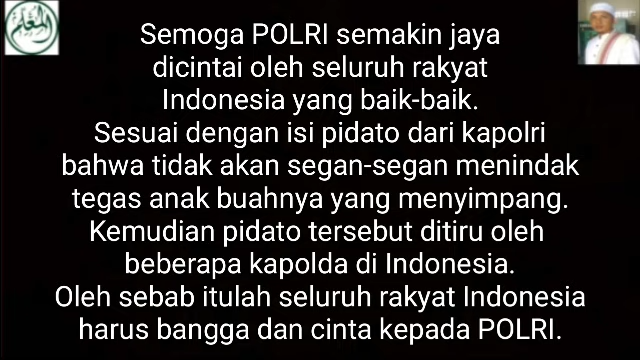 Semoga POLRI semakin jaya
dicintai oleh seluruh rakyat
Indonesia yang baik-baik.
Sesuai dengan isi pidato dari kapolri
bahwa tidak akan segan-segan menindak
tegas anak buahnya yang menyimpang.
Kemudian pidato tersebut ditiru oleh
beberapa kapolda di Indonesia.
Oleh sebab itulah seluruh rakyat Indonesia
harus bangga dan cinta kepada POLRI.